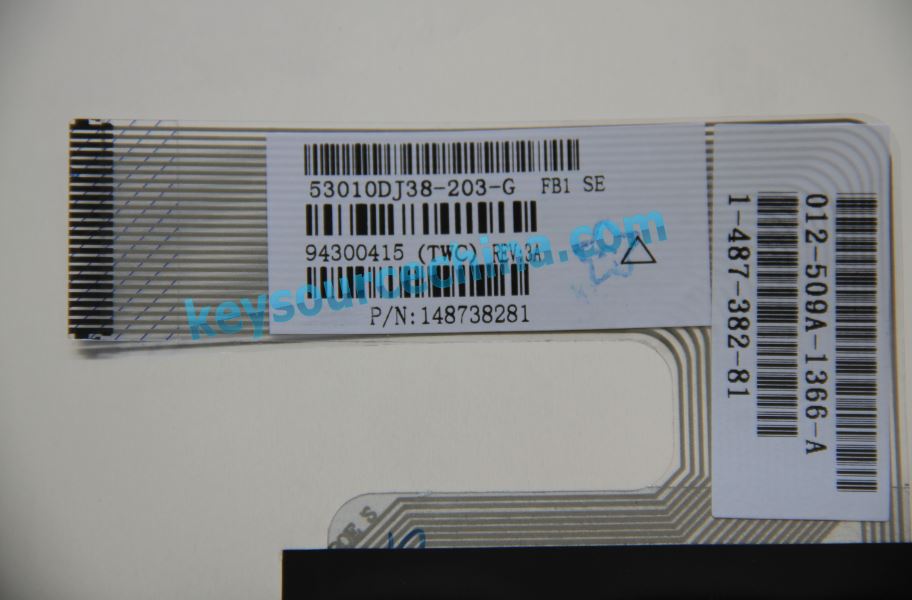 53010DJ38-203-G FB1 SE
94300415 (TWC) REV:3A
P/N:148738281
keysourcechina.com
012-509A-1366-A
1-487-382-81